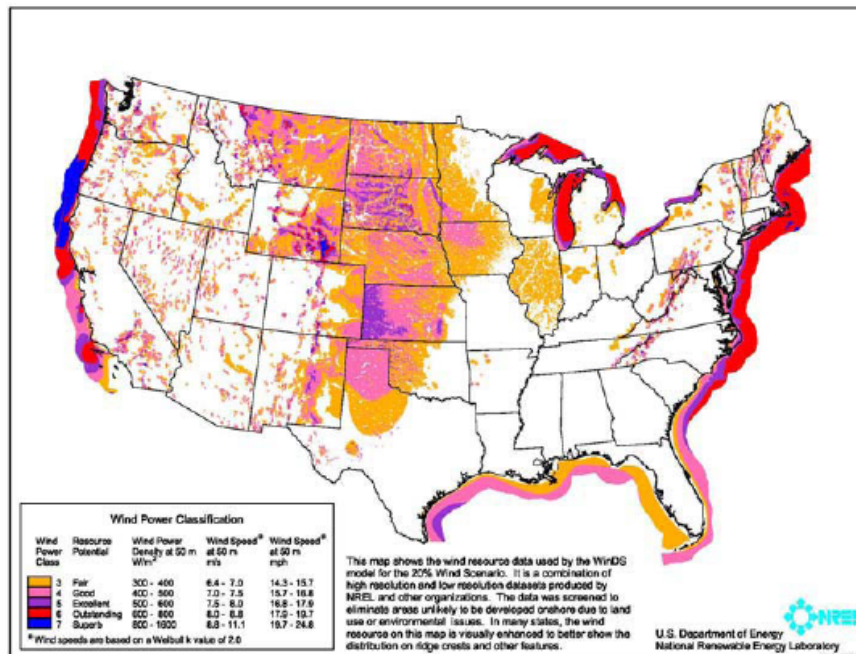 Wind Power Classification
Wind Power Class
Resource Potential
Wind Power Density at 50 m W/m²
Wind Speedᵃ at 50 m m/s
Wind Speedᵃ at 50 m mph
3 Fair 300 - 400 6.4 - 7.0 14.3 - 15.7
4 Good 400 - 500 7.0 - 7.5 15.7 - 16.8
5 Excellent 500 - 600 7.5 - 8.0 16.8 - 17.9
6 Outstanding 600 - 800 8.0 - 8.8 17.9 - 19.7
7 Superb 800 - 1600 8.8 - 11.1 19.7 - 24.8
ᵃ Wind speeds are based on a Weibull k value of 2.0
This map shows the wind resource data used by the WinDS
model for the 20% Wind Scenario. It is a combination of
high resolution and low resolution datasets produced by
NREL and other organizations. The data was screened to
eliminate areas unlikely to be developed onshore due to land
use or environmental issues. In many states, the wind
resource on this map is visually enhanced to better show the
distribution on ridge crests and other features.
NREL
U.S. Department of Energy
National Renewable Energy Laboratory